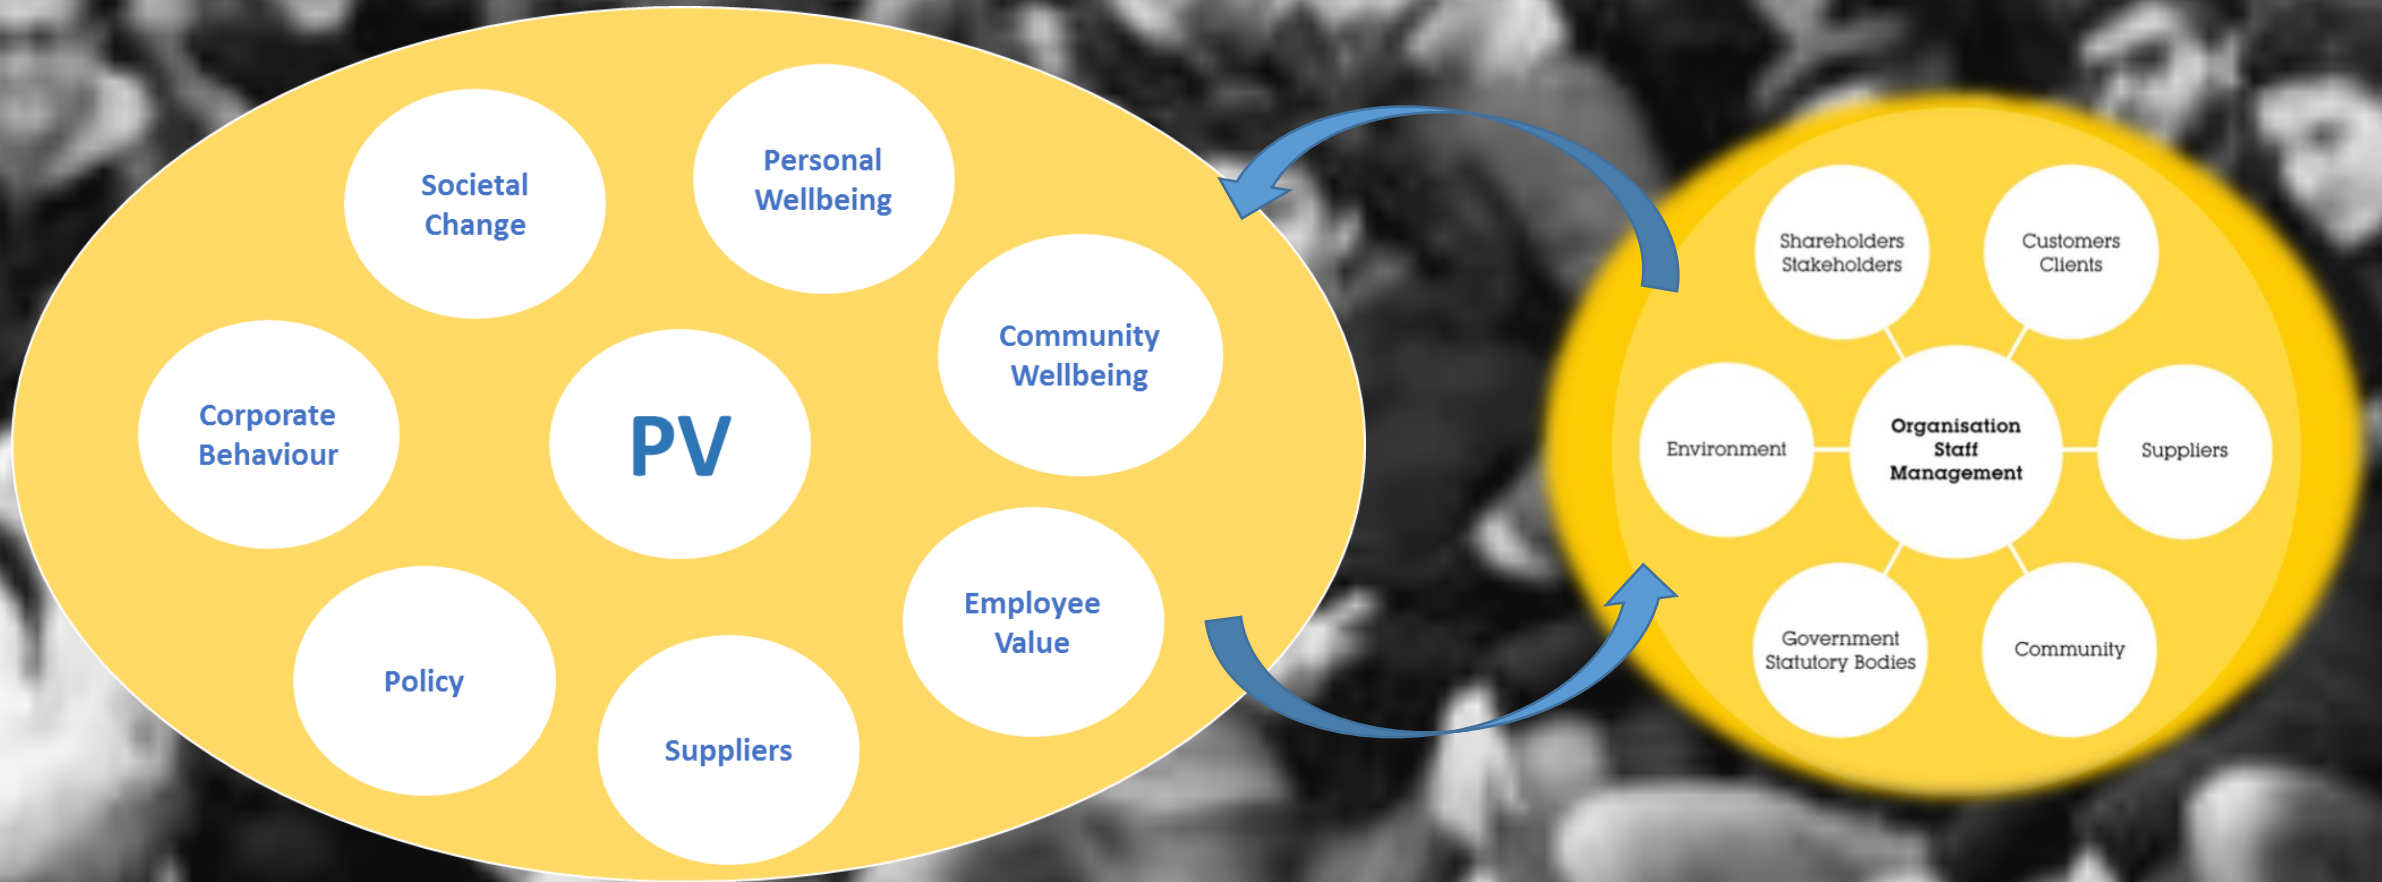 Societal
Change
Personal
Wellbeing
Community
Wellbeing
Corporate
Behaviour
PV
Employee
Value
Policy
Suppliers
Shareholders
Stakeholders
Customers
Clients
Environment
Organisation
Staff
Management
Suppliers
Government
Statutory Bodies
Community